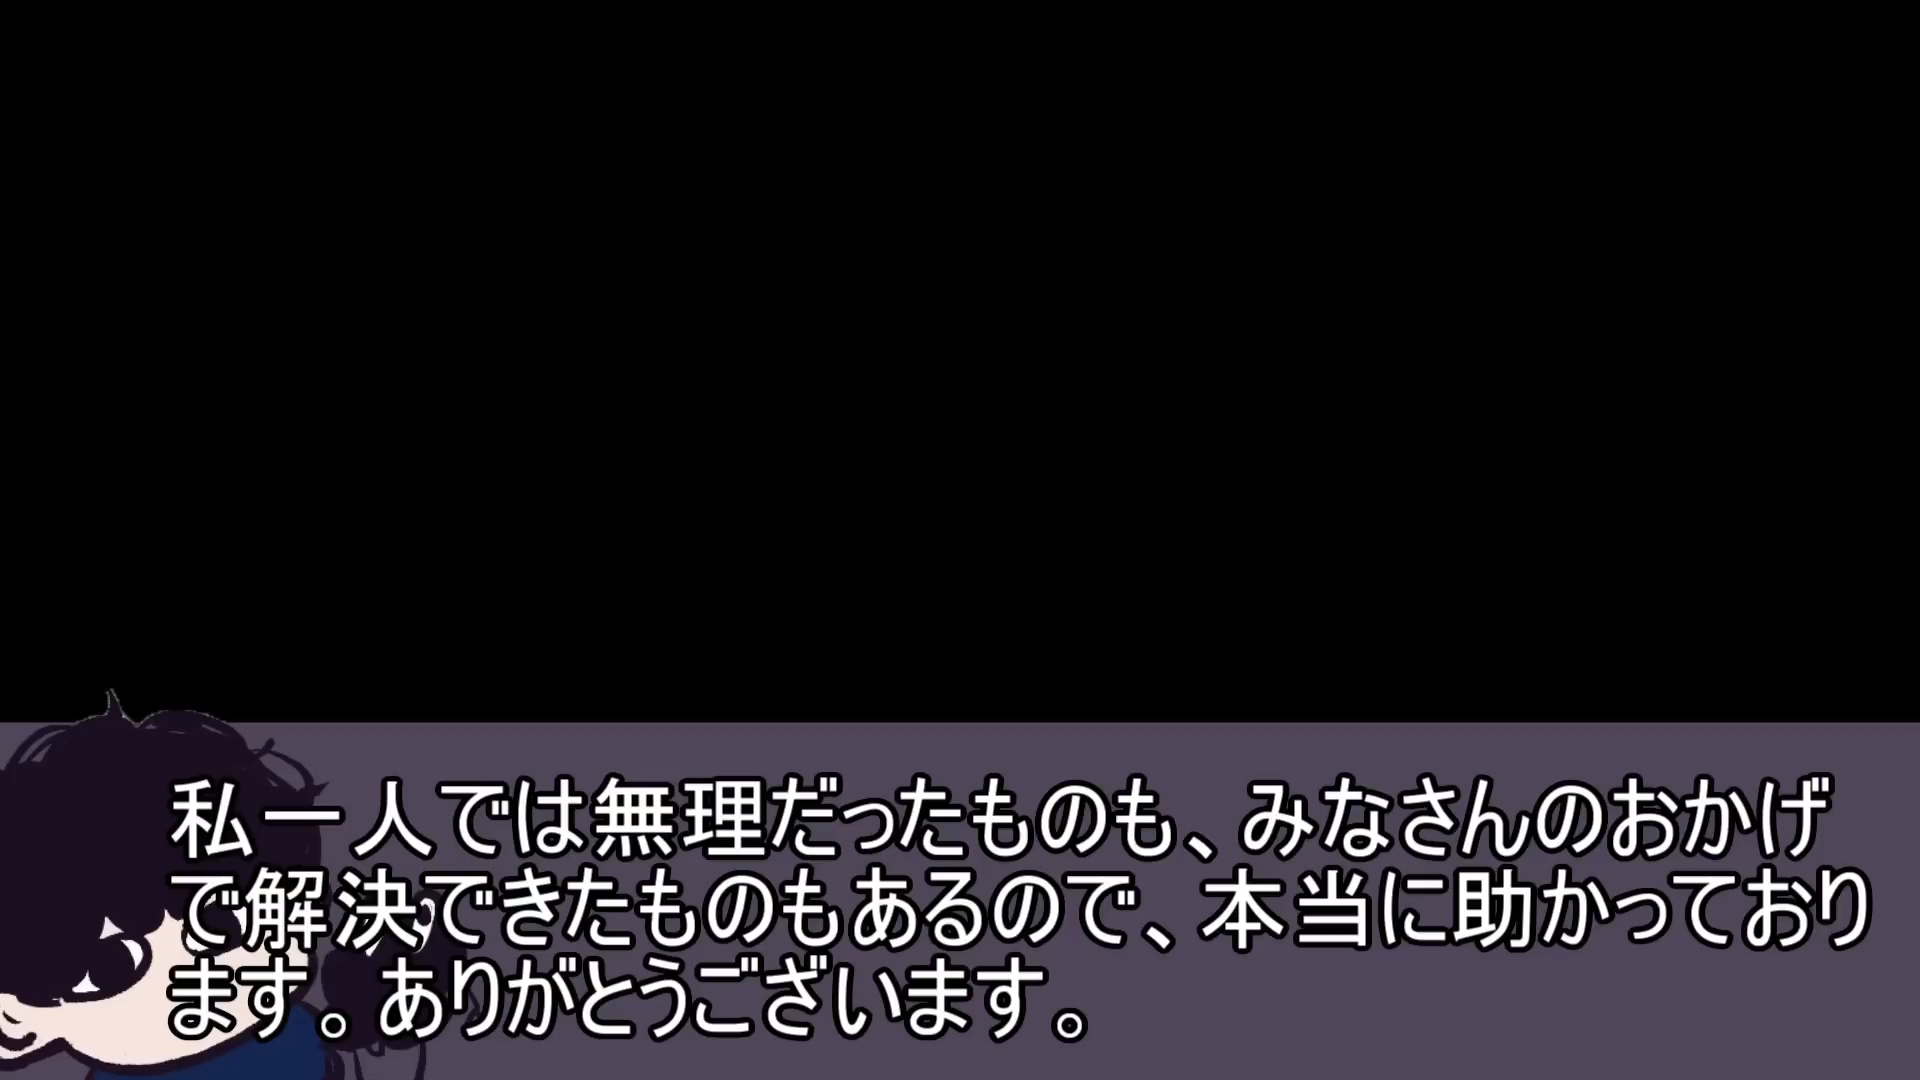 私一人では無理だったものも、みなさんのおかげ
で解決できたものもあるので、本当に助かっており
ます。ありがとうございます。